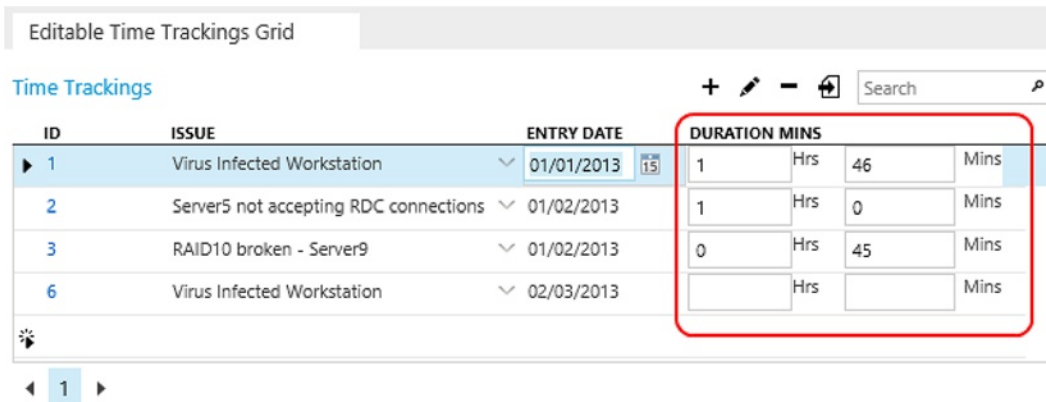 Editable Time Trackings Grid
Time Trackings
Search
ID ISSUE ENTRY DATE DURATION MINS
1 Virus Infected Workstation 01/01/2013 15 1 Hrs 46 Mins
2 Server5 not accepting RDC connections 01/02/2013 1 Hrs 0 Mins
3 RAID10 broken - Server9 01/02/2013 0 Hrs 45 Mins
6 Virus Infected Workstation 02/03/2013 Hrs Mins
1